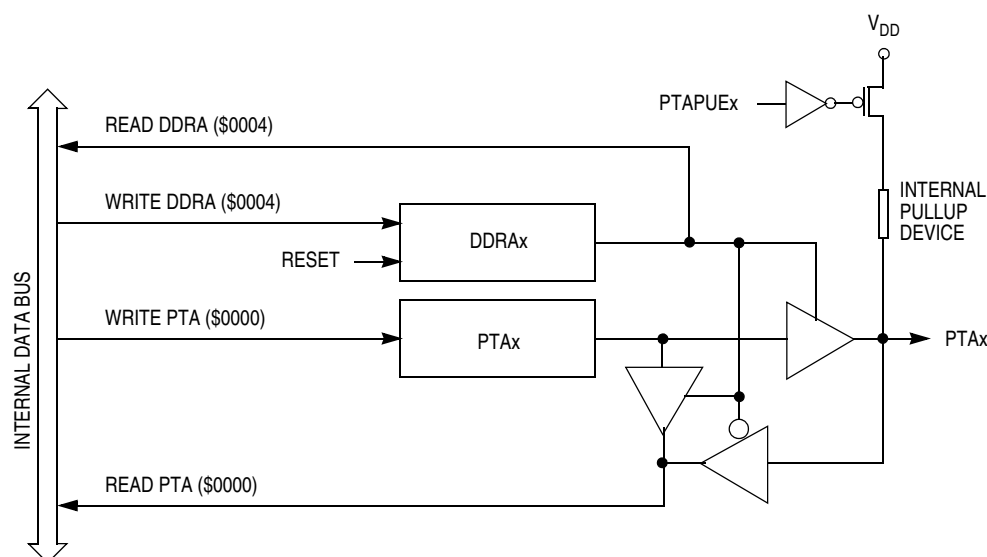 V_DD
PTAPUEx
READ DDRA ($0004)
INTERNAL
PULLUP
DEVICE
WRITE DDRA ($0004)
DDRAx
RESET
WRITE PTA ($0000)
PTAx
PTAx
READ PTA ($0000)
INTERNAL DATA BUS